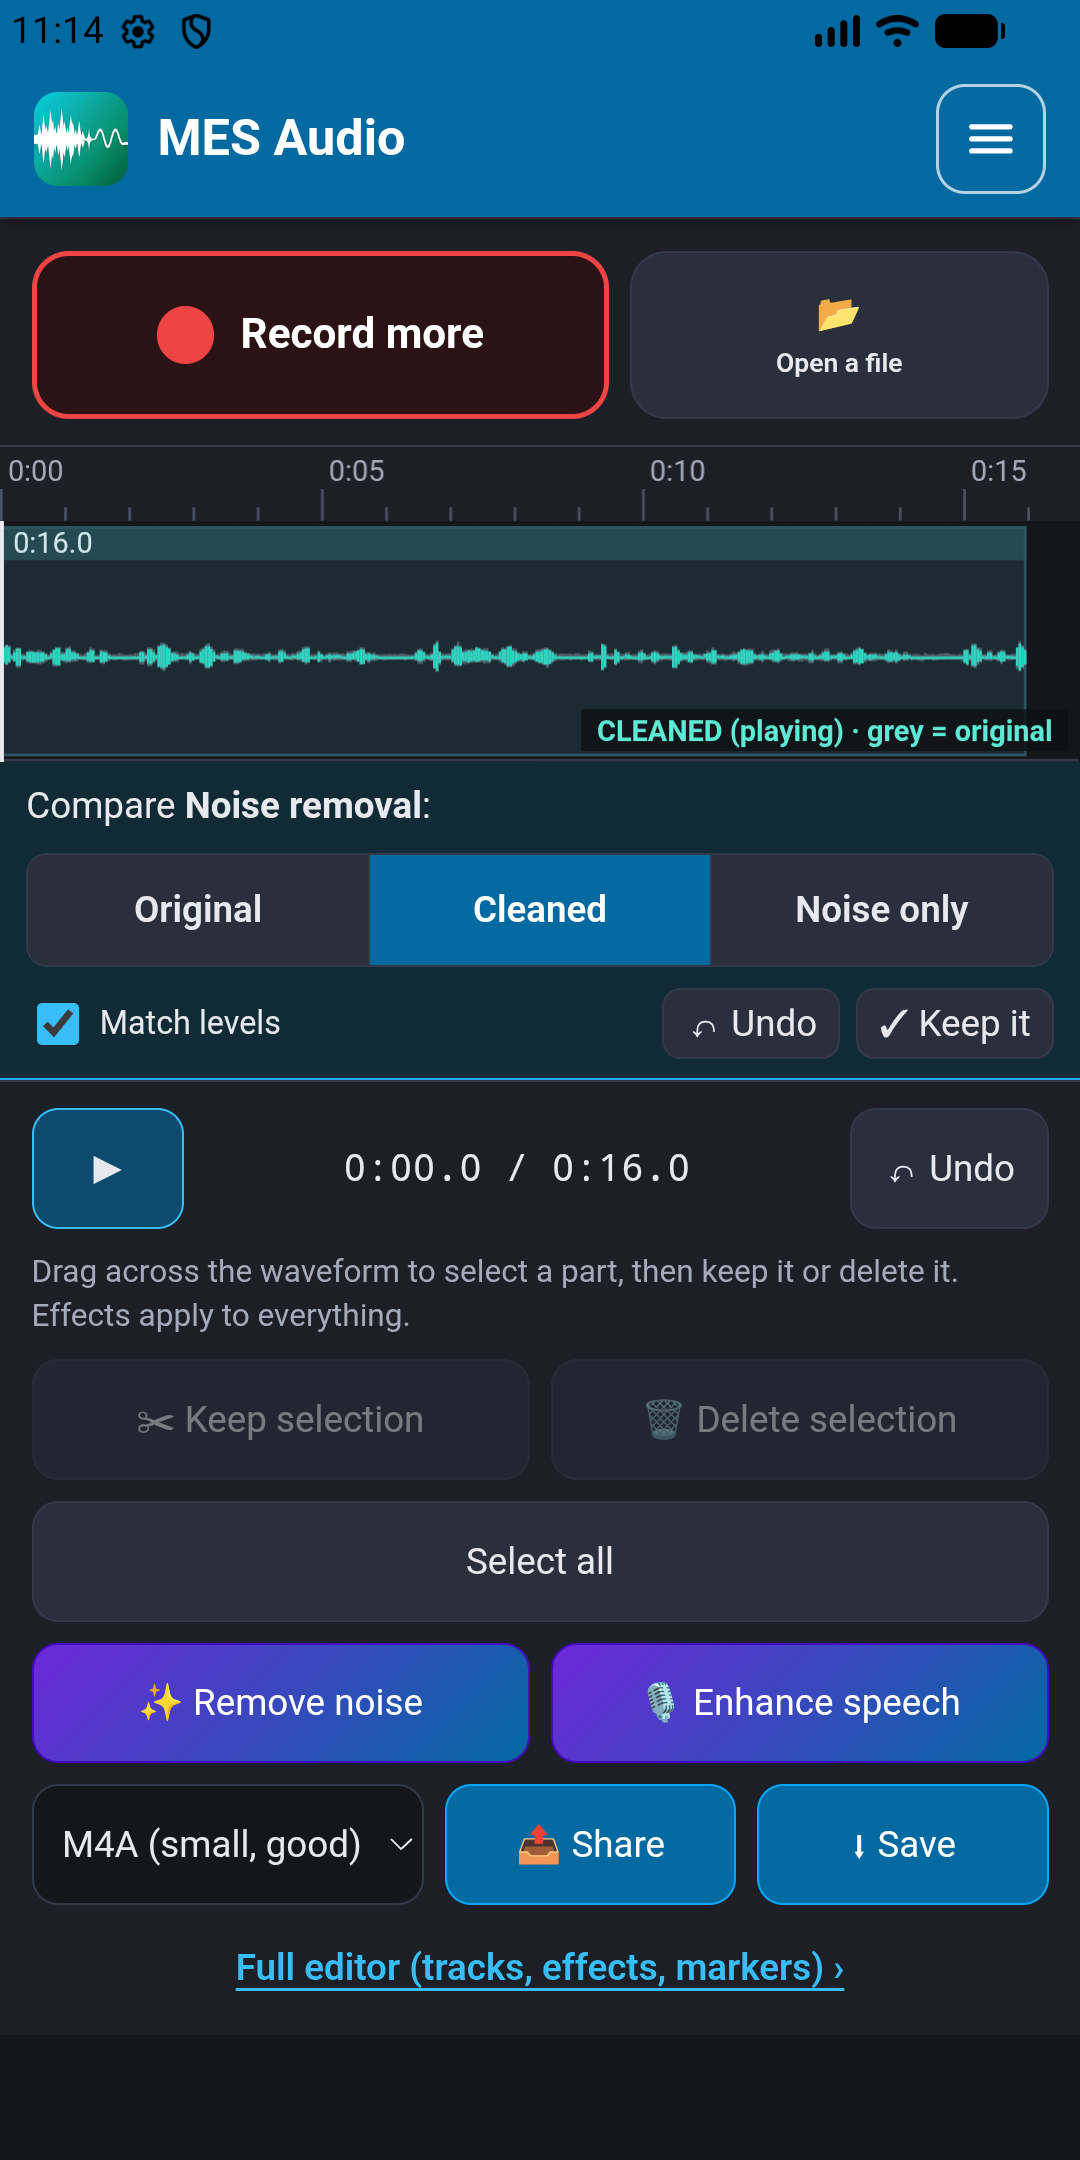 11:14
MES Audio
Record more
Open a file
0:00 0:05 0:10 0:15
0:16.0
CLEANED (playing) · grey = original
Compare Noise removal:
Original Cleaned Noise only
Match levels
Undo
✓ Keep it
0:00.0 / 0:16.0
Undo
Drag across the waveform to select a part, then keep it or delete it.
Effects apply to everything.
Keep selection
Delete selection
Select all
Remove noise
Enhance speech
M4A (small, good)
Share
Save
Full editor (tracks, effects, markers) ›